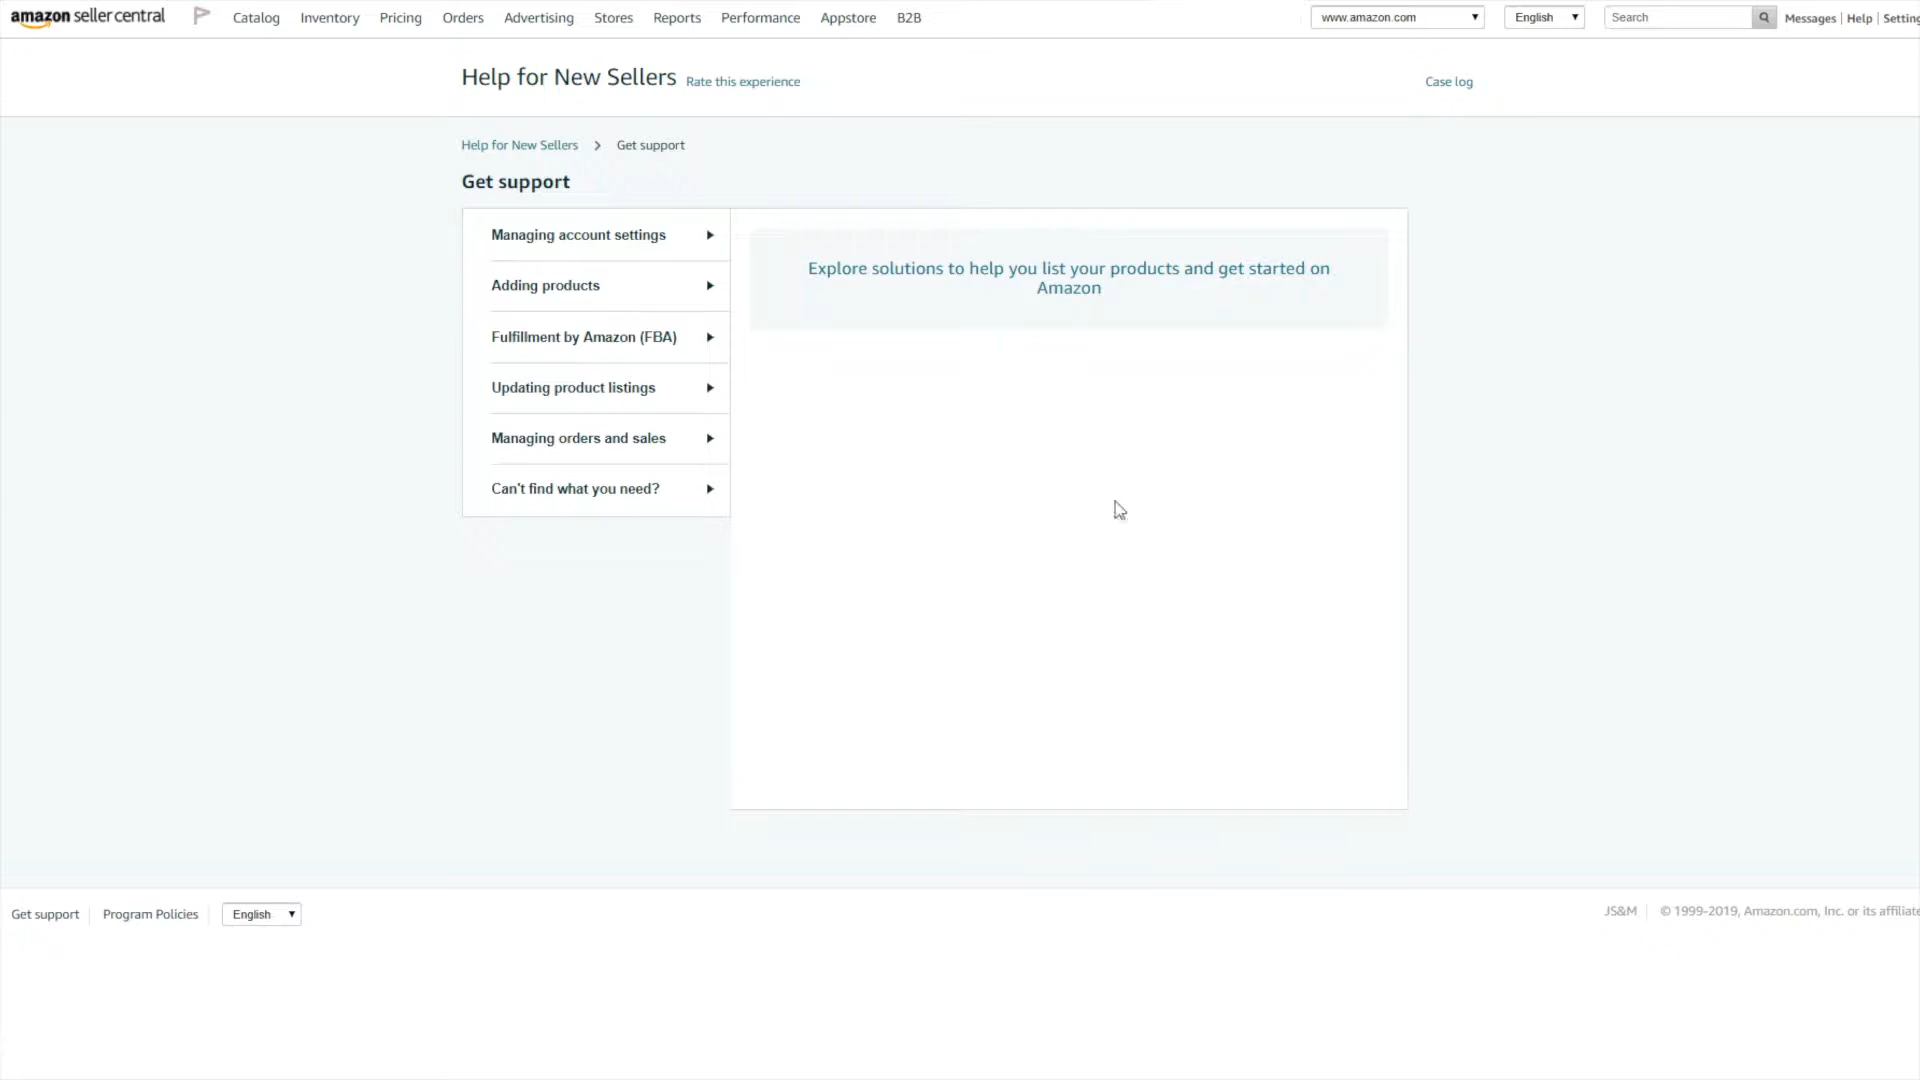 amazon seller central Catalog Inventory Pricing Orders Advertising Stores Reports Performance Appstore B2B www.amazon.com English Search Messages | Help | Setting
Help for New Sellers Rate this experience Case log
Help for New Sellers Get support
Get support
Managing account settings
Adding products
Fulfillment by Amazon (FBA)
Updating product listings
Managing orders and sales
Can't find what you need?
Explore solutions to help you list your products and get started on
Amazon
Get support Program Policies English JS&M © 1999-2019, Amazon.com, Inc. or its affiliate